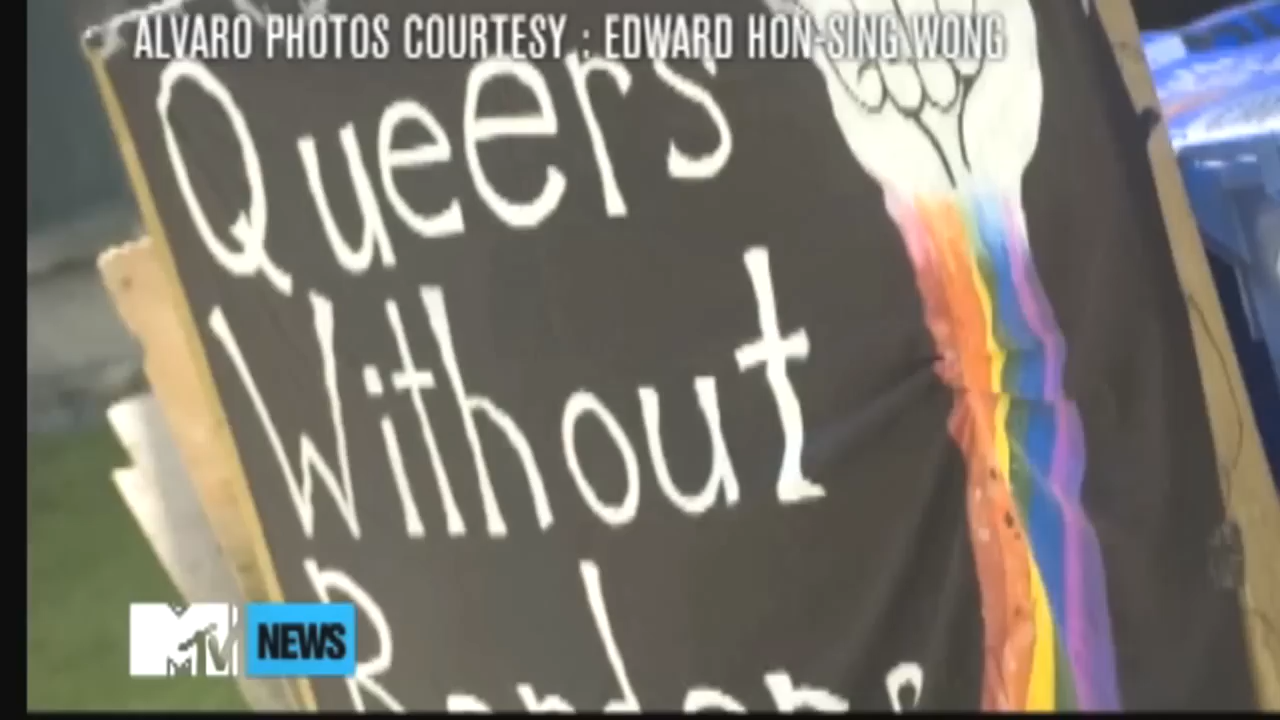 ALVARO PHOTOS COURTESY : EDWARD HON-SING WONG
Queers
Without
MTV NEWS